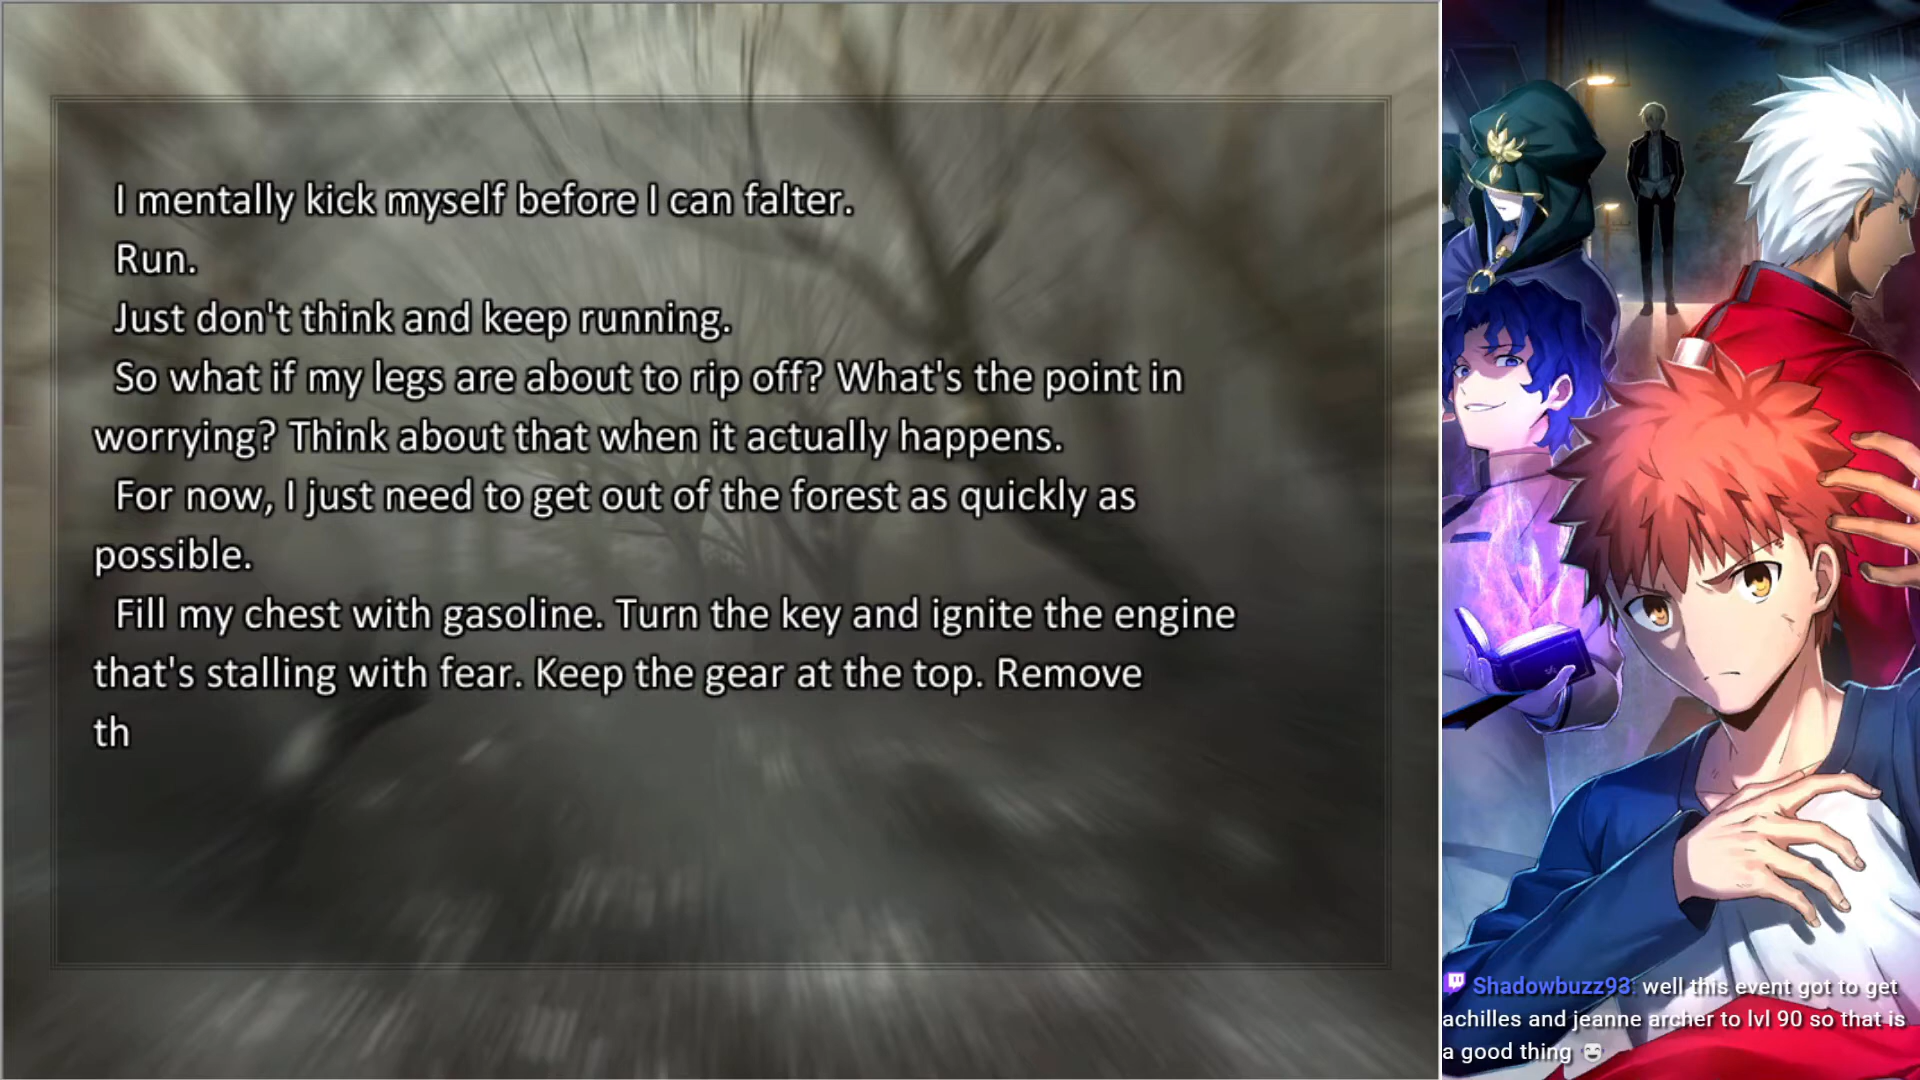 I mentally kick myself before I can falter.
Run.
Just don't think and keep running.
So what if my legs are about to rip off? What's the point in
worrying? Think about that when it actually happens.
For now, I just need to get out of the forest as quickly as
possible.
Fill my chest with gasoline. Turn the key and ignite the engine
that's stalling with fear. Keep the gear at the top. Remove
th
Shadowbuzz93: well this event got to get
achilles and jeanne archer to lvl 90 so that is
a good thing